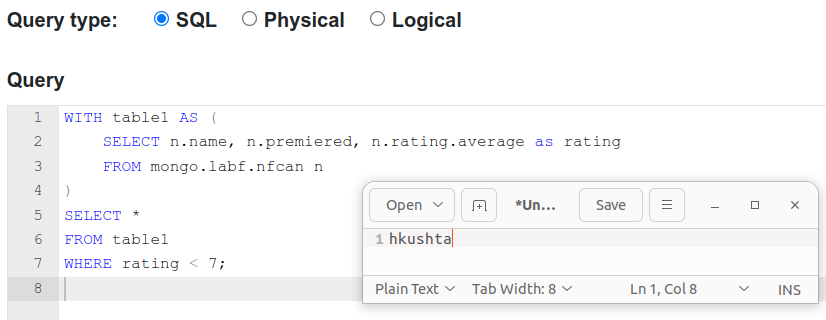 Query type: SQL Physical Logical
Query
1 WITH table1 AS (
2 SELECT n.name, n.premiered, n.rating.average as rating
3 FROM mongo.labf.nfcan n
4 )
5 SELECT *
6 FROM table1
7 WHERE rating < 7;
8
Open *Un... Save
1 hkushta
Plain Text Tab Width: 8 Ln 1, Col 8 INS